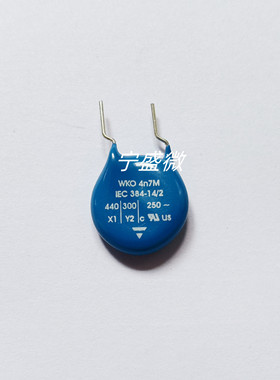 宁盛微
WKO 4n7M
IEC 384-14/2
440 300 250 ~
X1 Y2 c UL US